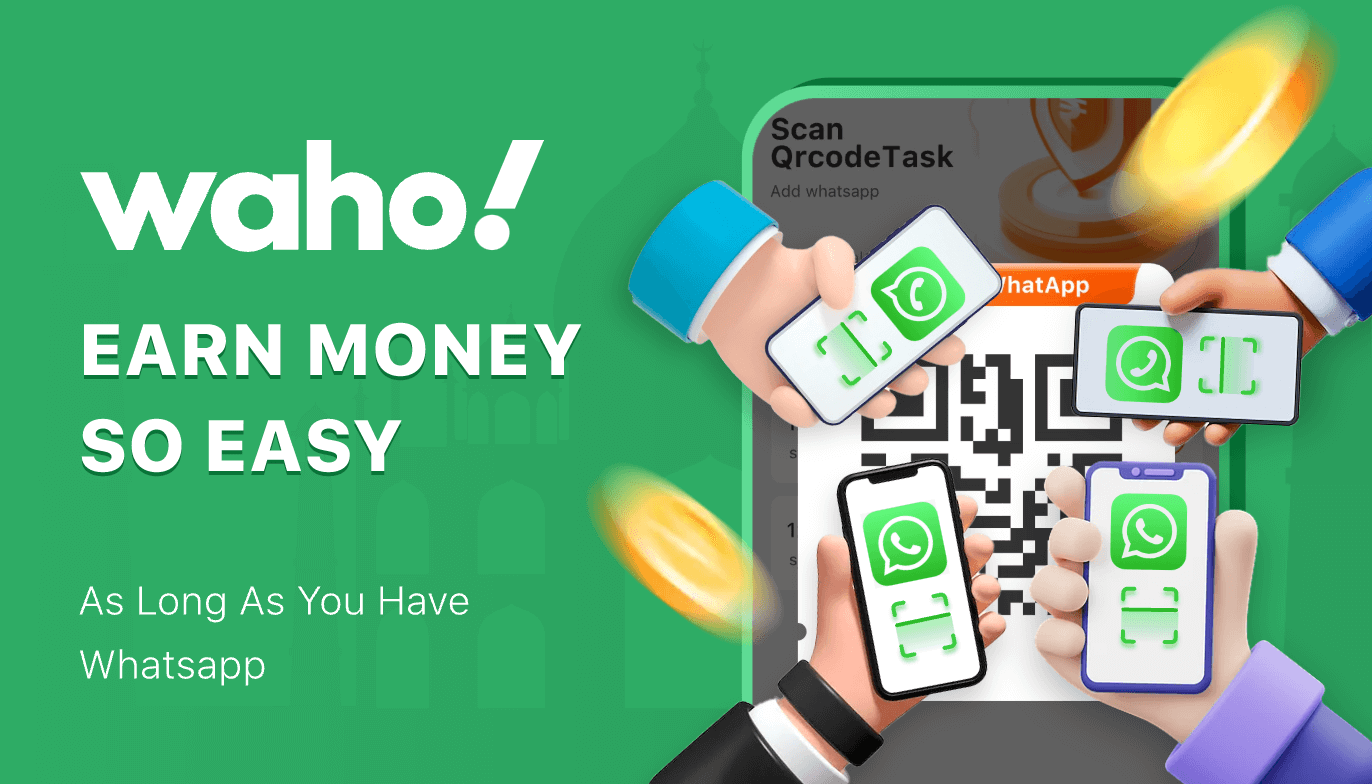 waho!
EARN MONEY
SO EASY
As Long As You Have
Whatsapp
Scan
QrcodeTask
Add whatsapp
WhatApp